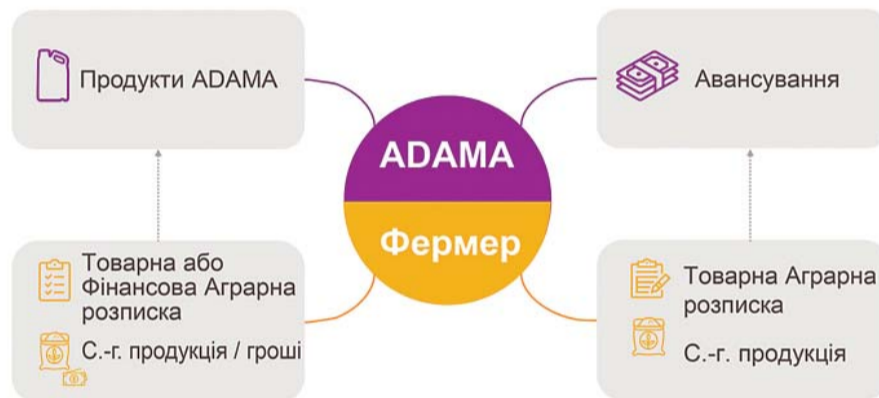 Продукти ADAMA
Авансування
ADAMA
Фермер
Товарна або
Фінансова Аграрна
розписка
С.-г. продукція / гроші
Товарна Аграрна
розписка
С.-г. продукція